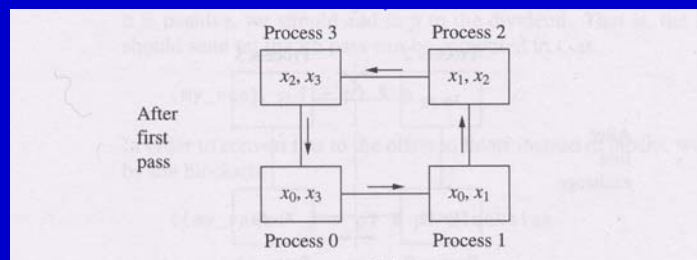 Process 3 Process 2
x₂, x₃ x₁, x₂
After
first
pass
x₀, x₃ x₀, x₁
Process 0 Process 1